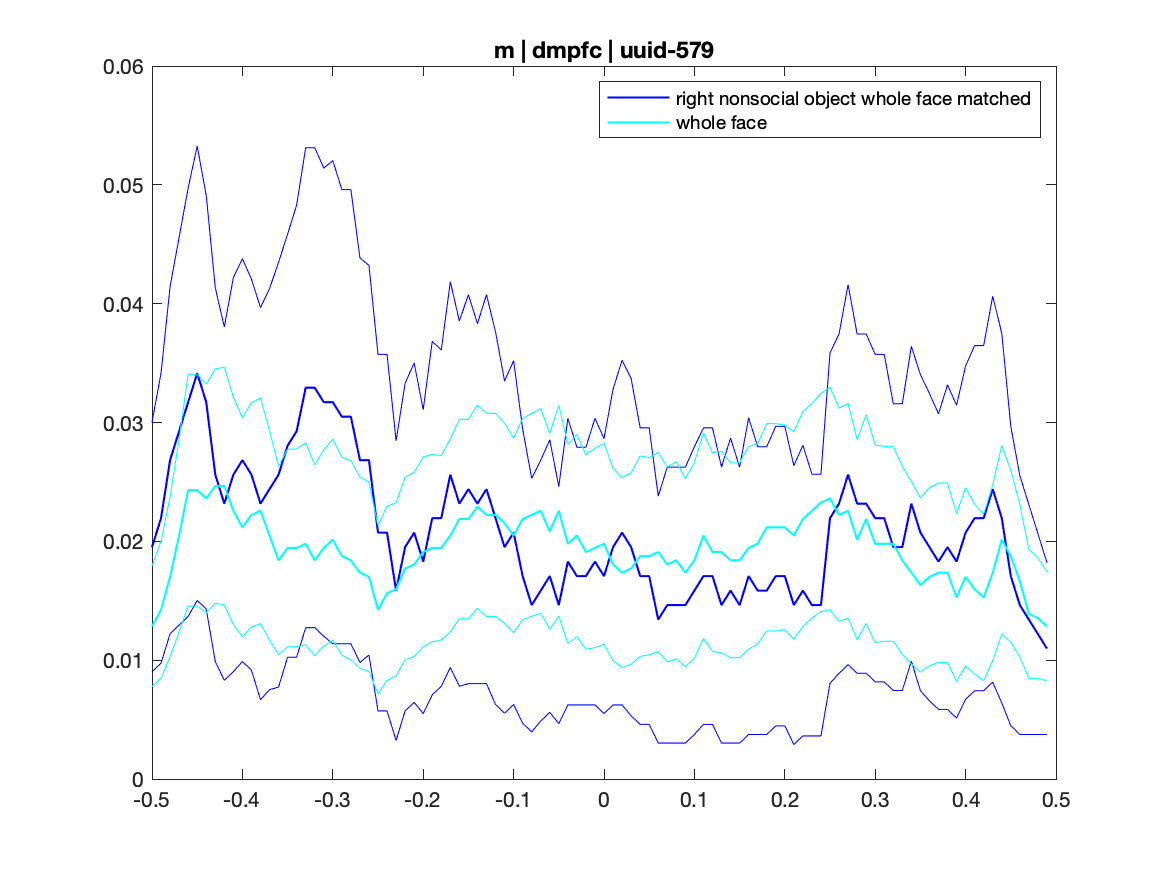 m | dmpfc | uuid-579
right nonsocial object whole face matched
whole face
0.06
0.05
0.04
0.03
0.02
0.01
0
-0.5 -0.4 -0.3 -0.2 -0.1 0 0.1 0.2 0.3 0.4 0.5